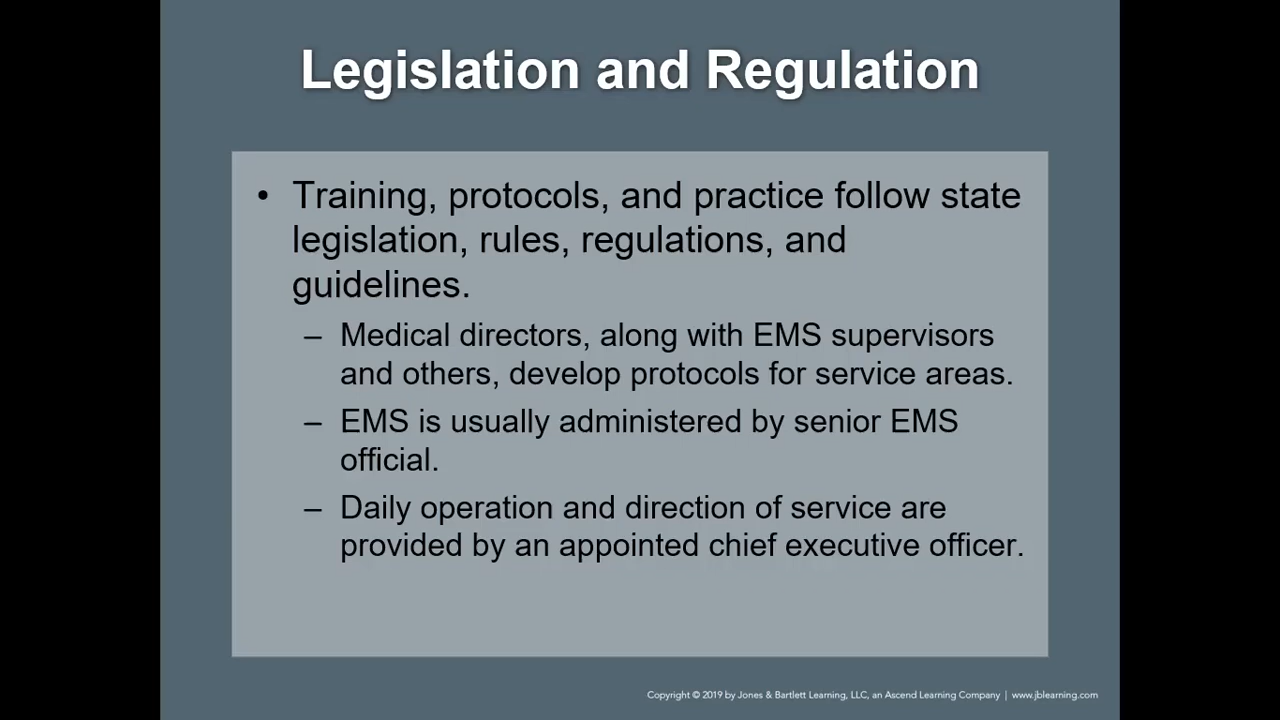 Legislation and Regulation
• Training, protocols, and practice follow state
legislation, rules, regulations, and
guidelines.
– Medical directors, along with EMS supervisors
and others, develop protocols for service areas.
– EMS is usually administered by senior EMS
official.
– Daily operation and direction of service are
provided by an appointed chief executive officer.
Copyright © 2019 by Jones & Bartlett Learning, LLC, an Ascend Learning Company | www.jblearning.com